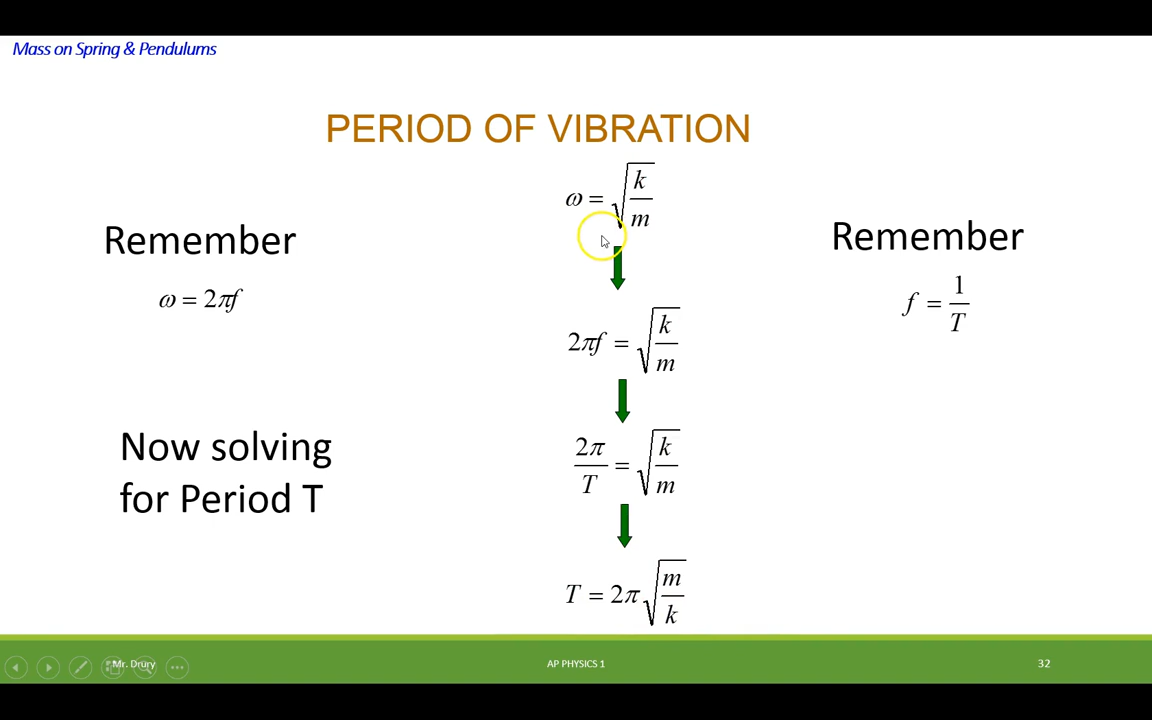 Mass on Spring & Pendulums
PERIOD OF VIBRATION
ω = √(k/m)
Remember
ω = 2πf
Remember
f = 1/T
2πf = √(k/m)
Now solving
for Period T
2π/T = √(k/m)
T = 2π√(m/k)
Mr. Drury
AP PHYSICS 1
32